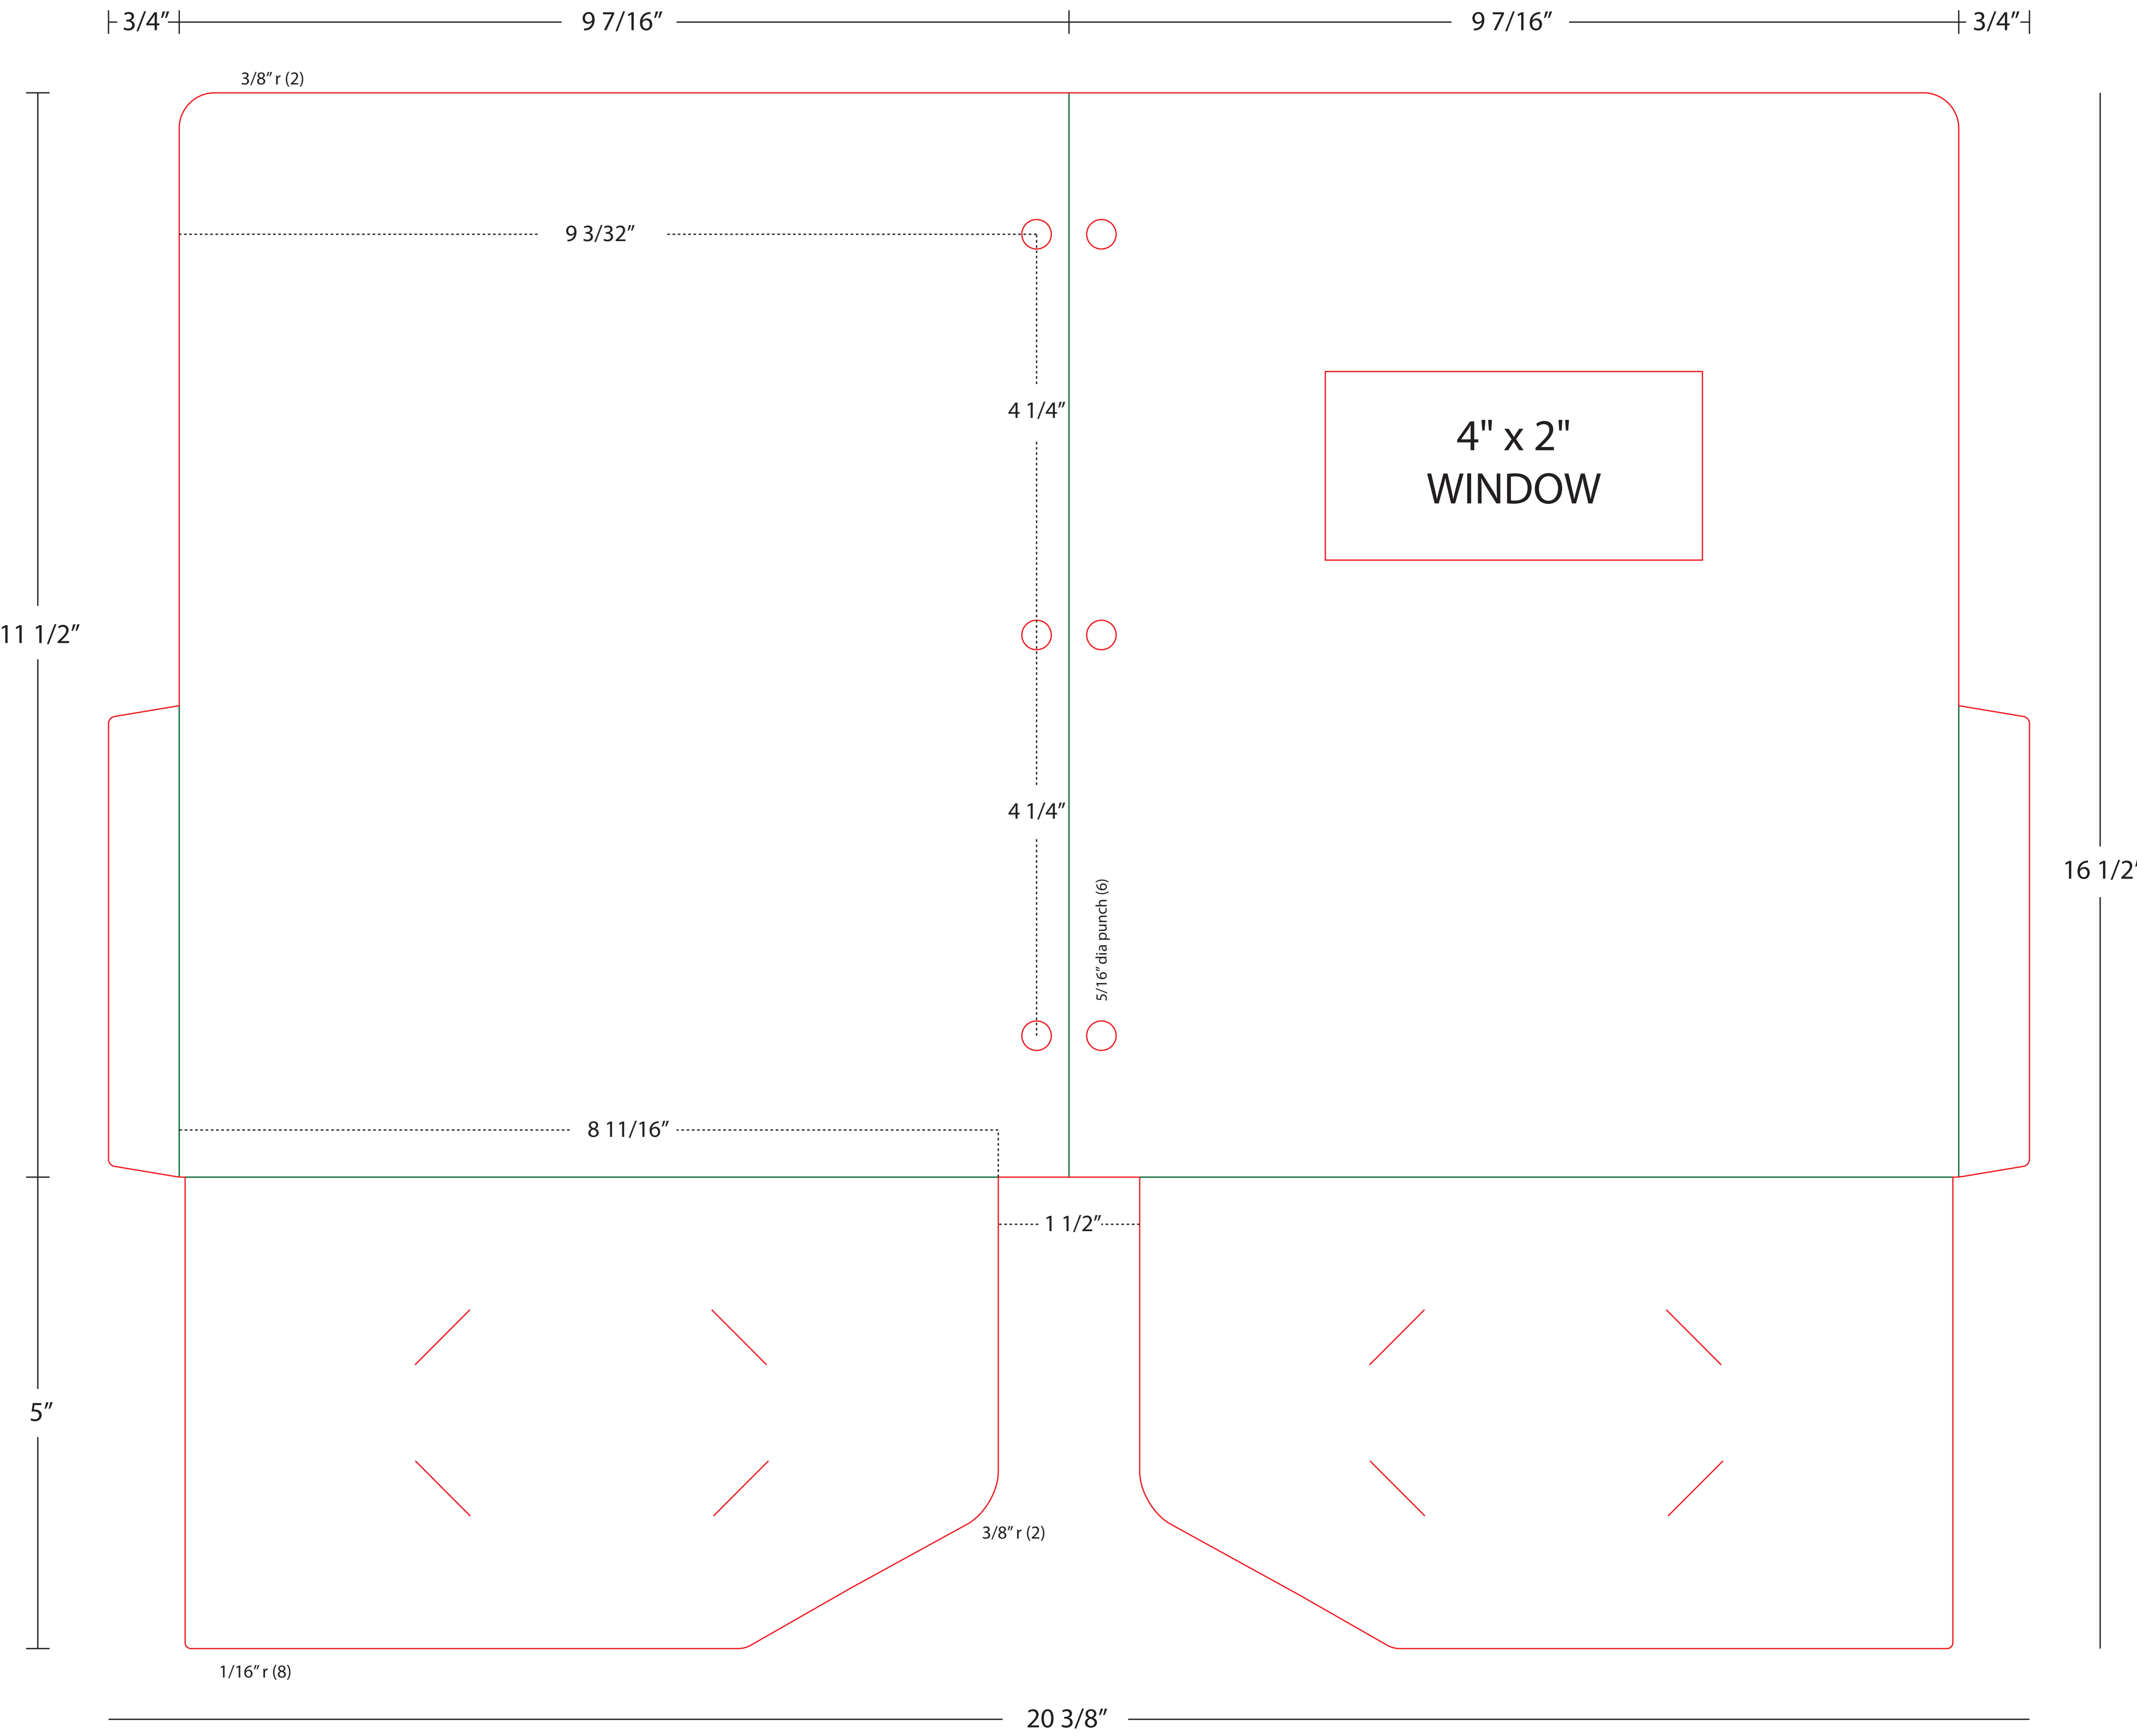 3/4”
9 7/16”
9 7/16”
3/4”
3/8” r (2)
9 3/32”
4 1/4”
4" x 2"
WINDOW
11 1/2”
4 1/4”
16 1/2”
5/16” dia punch (6)
8 11/16”
1 1/2”
5”
3/8” r (2)
1/16” r (8)
20 3/8”